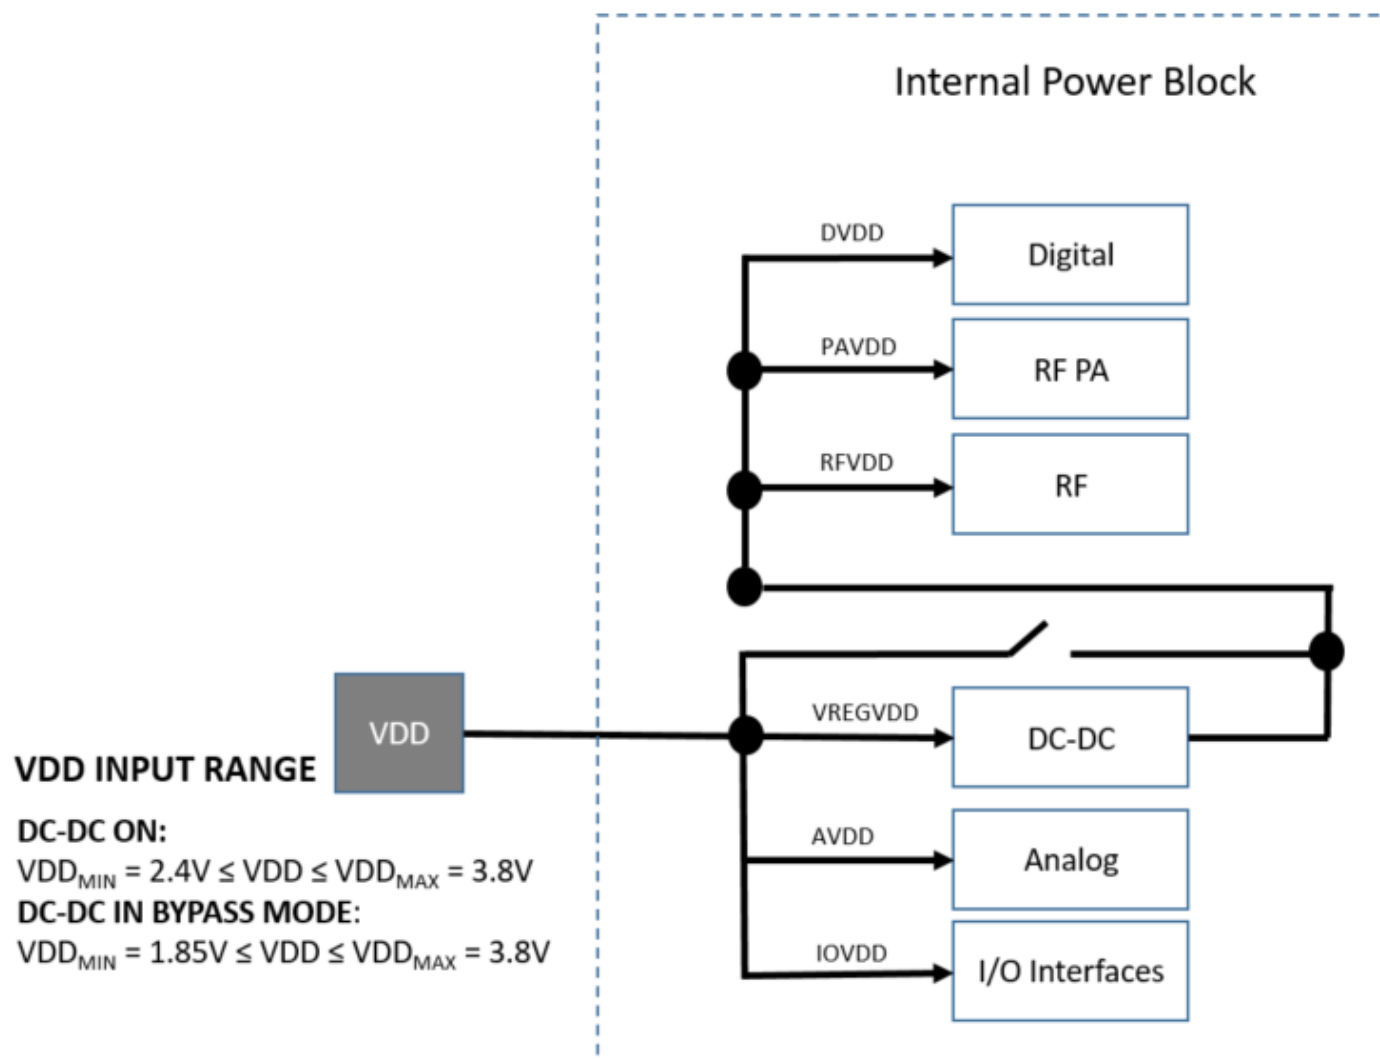 Internal Power Block
DVDD
Digital
PAVDD
RF PA
RFVDD
RF
VDD
VREGVDD
DC-DC
VDD INPUT RANGE
DC-DC ON:
VDDMIN = 2.4V ≤ VDD ≤ VDDMAX = 3.8V
DC-DC IN BYPASS MODE:
VDDMIN = 1.85V ≤ VDD ≤ VDDMAX = 3.8V
AVDD
Analog
IOVDD
I/O Interfaces